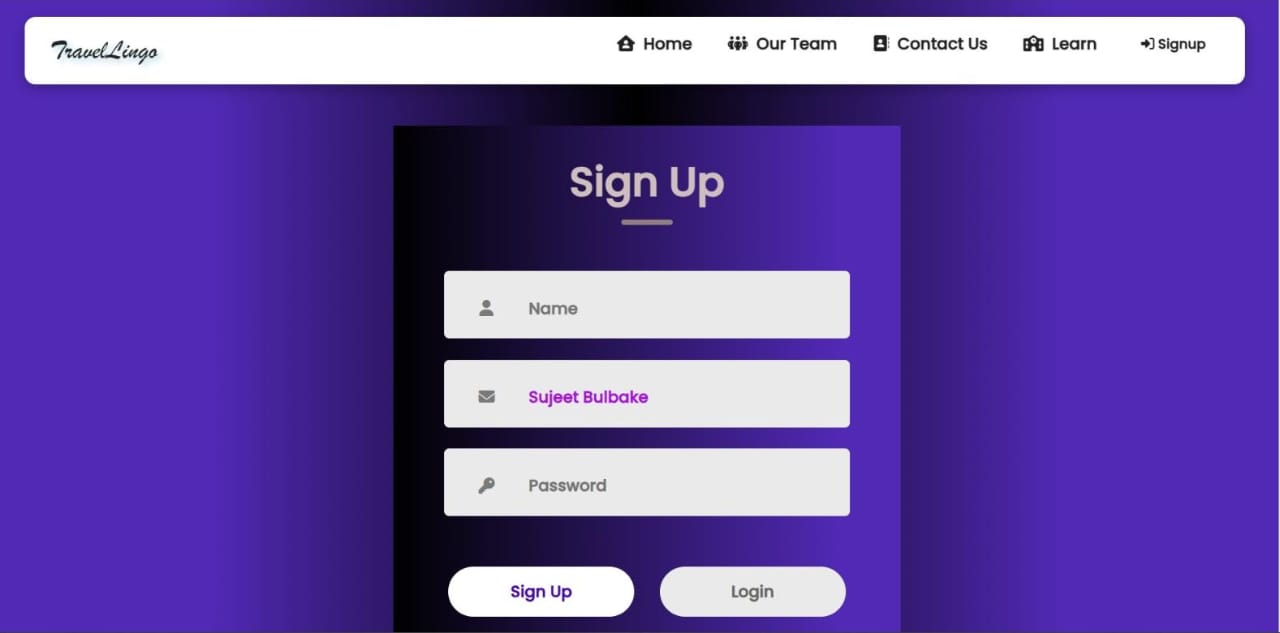 TravelLingo
Home Our Team Contact Us Learn Signup
Sign Up
Name
Sujeet Bulbake
Password
Sign Up Login